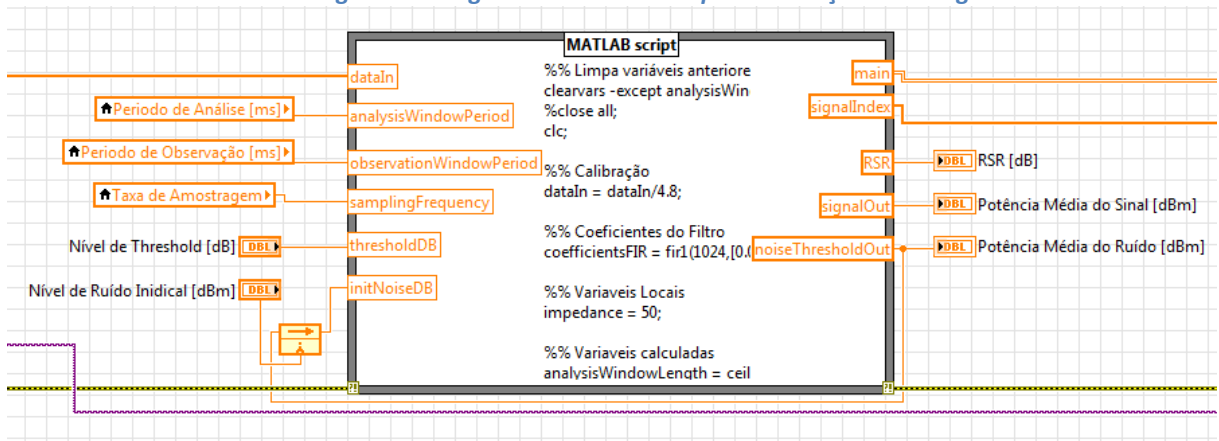 MATLAB script
dataIn
Periodo de Análise [ms]
analysisWindowPeriod
Periodo de Observação [ms]
observationWindowPeriod
Taxa de Amostragem
samplingFrequency
Nível de Threshold [dB]
DBL
thresholdDB
Nível de Ruído Inidical [dBm]
DBL
initNoiseDB
%% Limpa variáveis anteriore
clearvars -except analysisWin
%close all;
clc;
%% Calibração
dataIn = dataIn/4.8;
%% Coeficientes do Filtro
coefficientsFIR = fir1(1024,[0.
%% Variaveis Locais
impedance = 50;
%% Variaveis calculadas
analysisWindowLength = ceil
main
signalIndex
RSR
DBL
RSR [dB]
signalOut
DBL
Potência Média do Sinal [dBm]
noiseThresholdOut
DBL
Potência Média do Ruído [dBm]